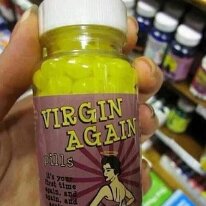 VIRGIN
AGAIN
pills
it's your
first time
again, and
again, and